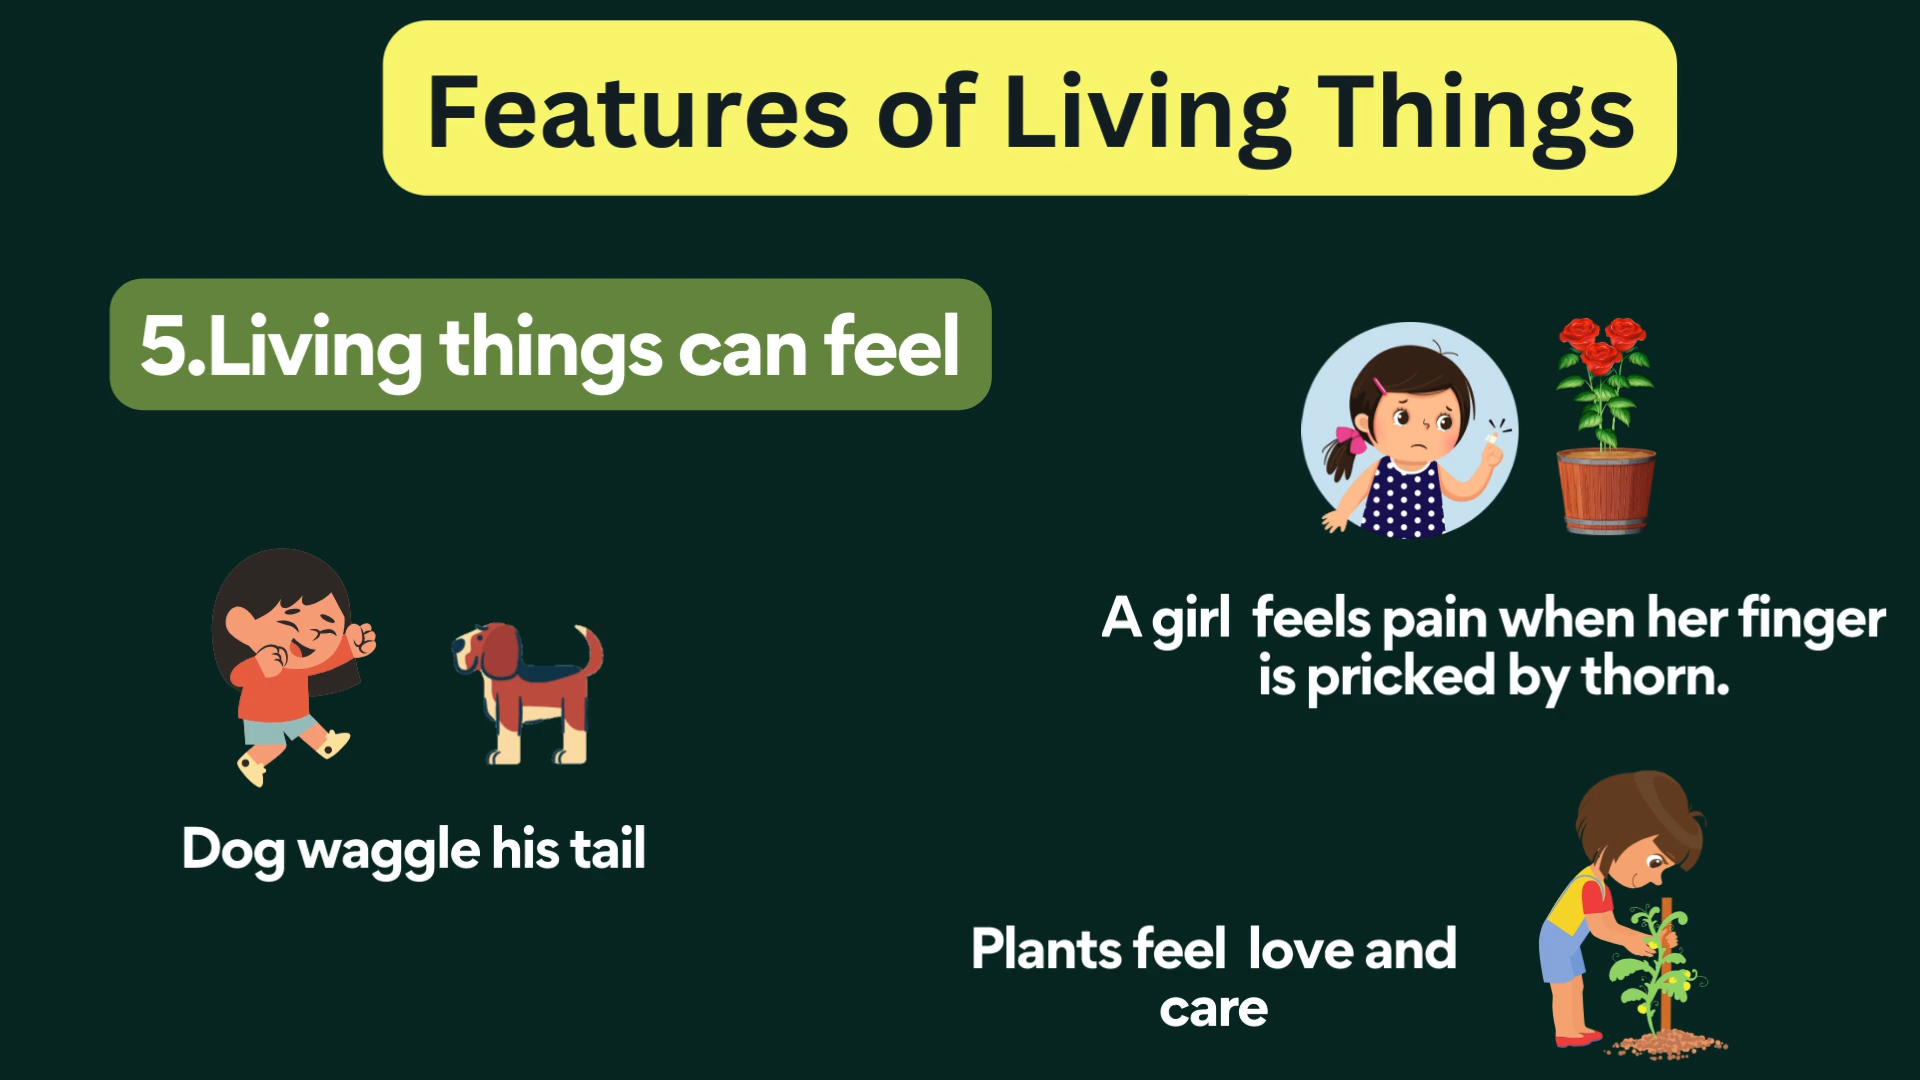 Features of Living Things
5.Living things can feel
A girl feels pain when her finger
is pricked by thorn.
Dog waggle his tail
Plants feel love and
care